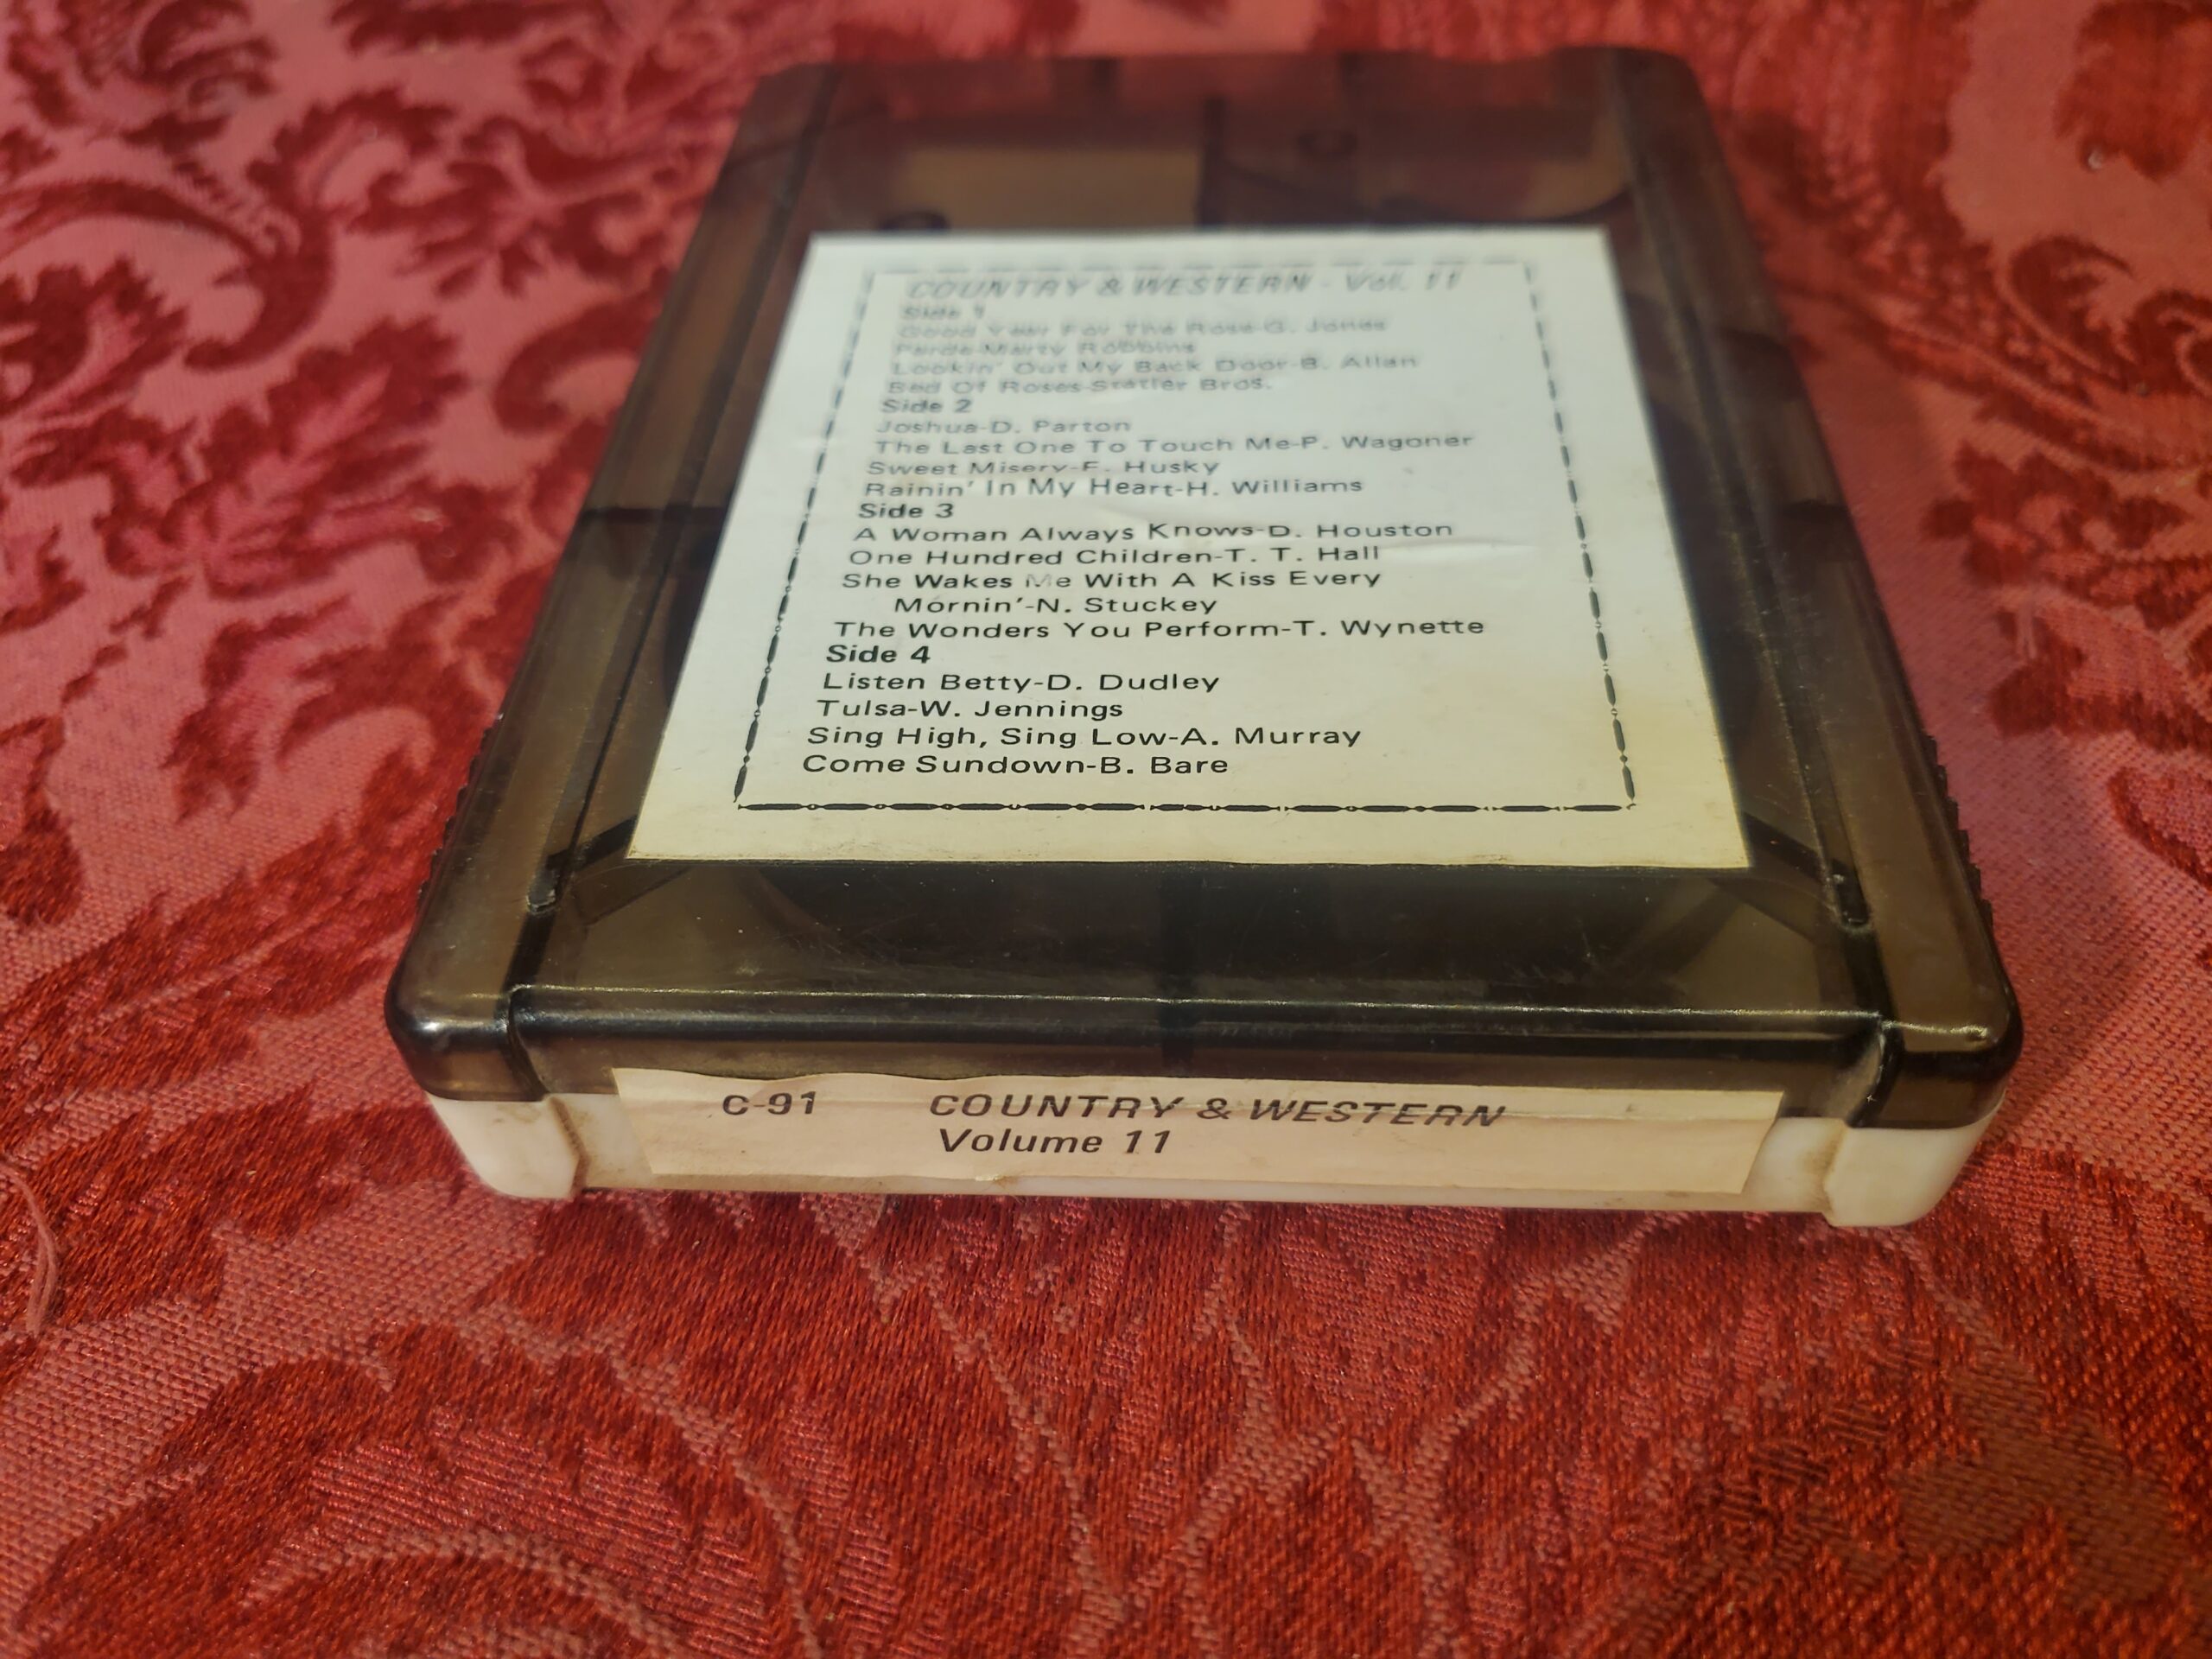 COUNTRY & WESTERN - Vol. 11
Side 1
Good Year For The Rose-G. Jones
Marty Robbins
Lookin' Out My Back Door-B. Allan
Bed Of Roses-Statler Bros.
Side 2
Joshua-D. Parton
The Last One To Touch Me-P. Wagoner
Sweet Misery-F. Husky
Rainin' In My Heart-H. Williams
Side 3
A Woman Always Knows-D. Houston
One Hundred Children-T. T. Hall
She Wakes Me With A Kiss Every
Mornin'-N. Stuckey
The Wonders You Perform-T. Wynette
Side 4
Listen Betty-D. Dudley
Tulsa-W. Jennings
Sing High, Sing Low-A. Murray
Come Sundown-B. Bare
C-91 COUNTRY & WESTERN
Volume 11